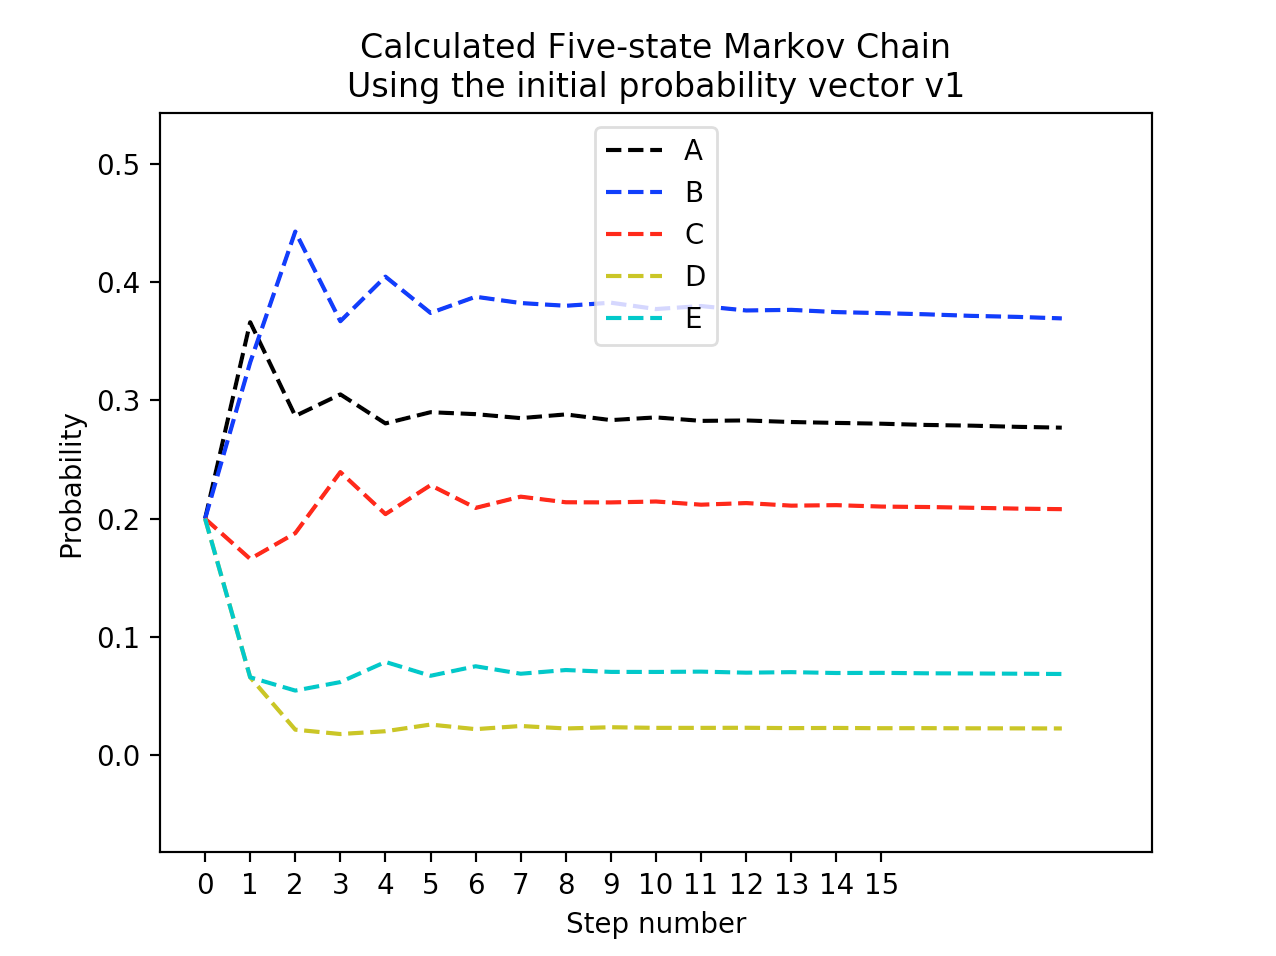 Calculated Five-state Markov Chain
Using the initial probability vector v1
A
B
C
D
E
0.5
0.4
0.3
0.2
0.1
0.0
Probability
0 1 2 3 4 5 6 7 8 9 10 11 12 13 14 15
Step number